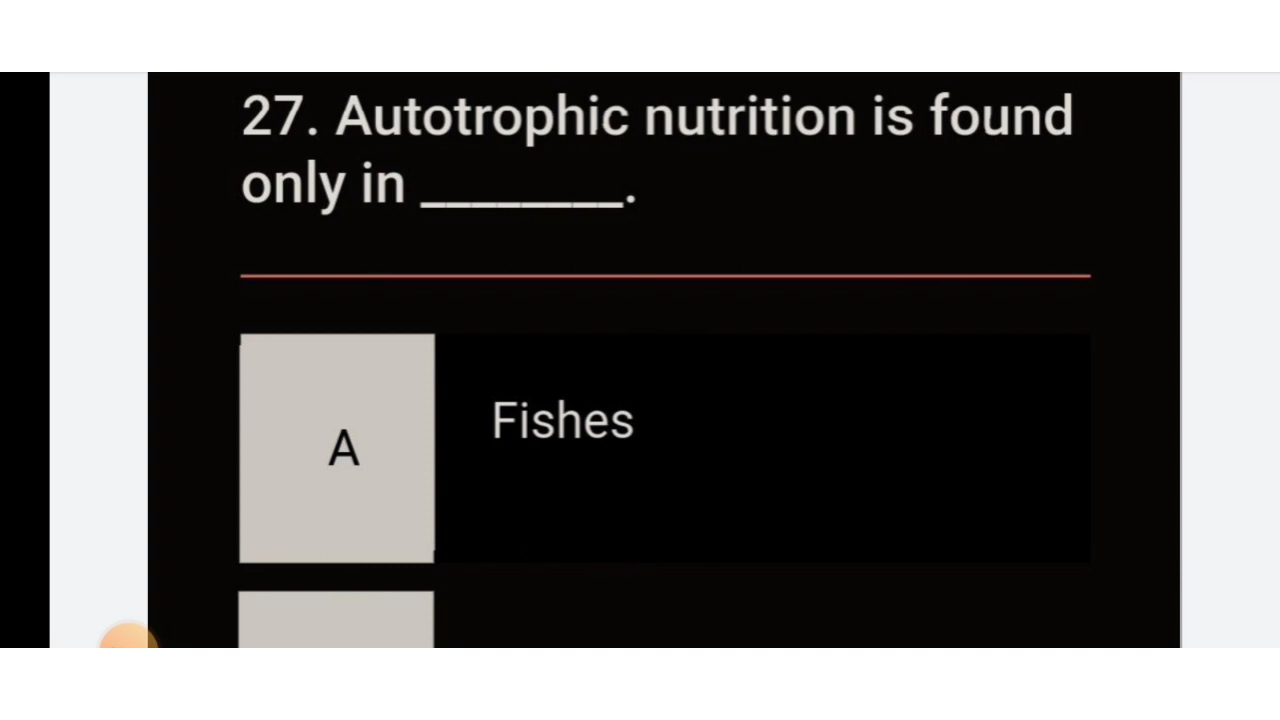 27. Autotrophic nutrition is found
only in ________.
A
Fishes